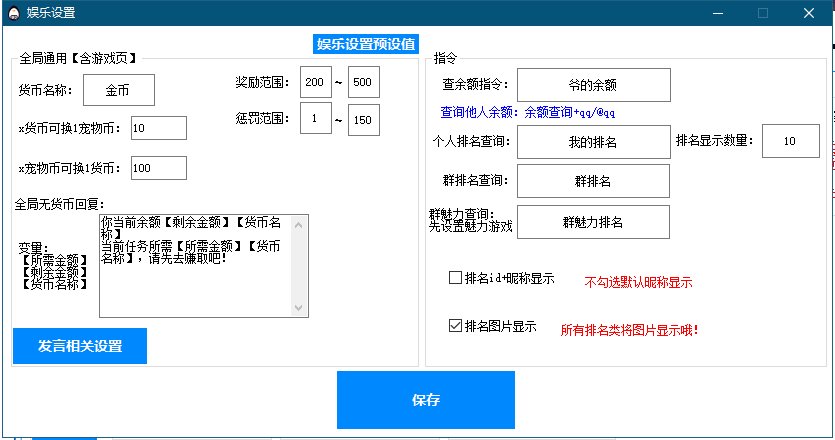 娱乐设置
娱乐设置预设值
全局通用【含游戏页】
货币名称：
金币
奖励范围：
200
~
500
惩罚范围：
1
~
150
x货币可换1宠物币：
10
x宠物币可换1货币：
100
全局无货币回复：
变量：
【所需金额】
【剩余金额】
【货币名称】
你当前余额【剩余金额】【货币名
称】
当前任务所需【所需金额】【货币
名称】，请先去赚取吧！
发言相关设置
指令
查余额指令：
爷的余额
查询他人余额：余额查询+qq/@qq
个人排名查询：
我的排名
排名显示数量：
10
群排名查询：
群排名
群魅力查询：
先设置魅力游戏
群魅力排名
排名id+昵称显示
不勾选默认昵称显示
排名图片显示
所有排名类将图片显示哦！
保存